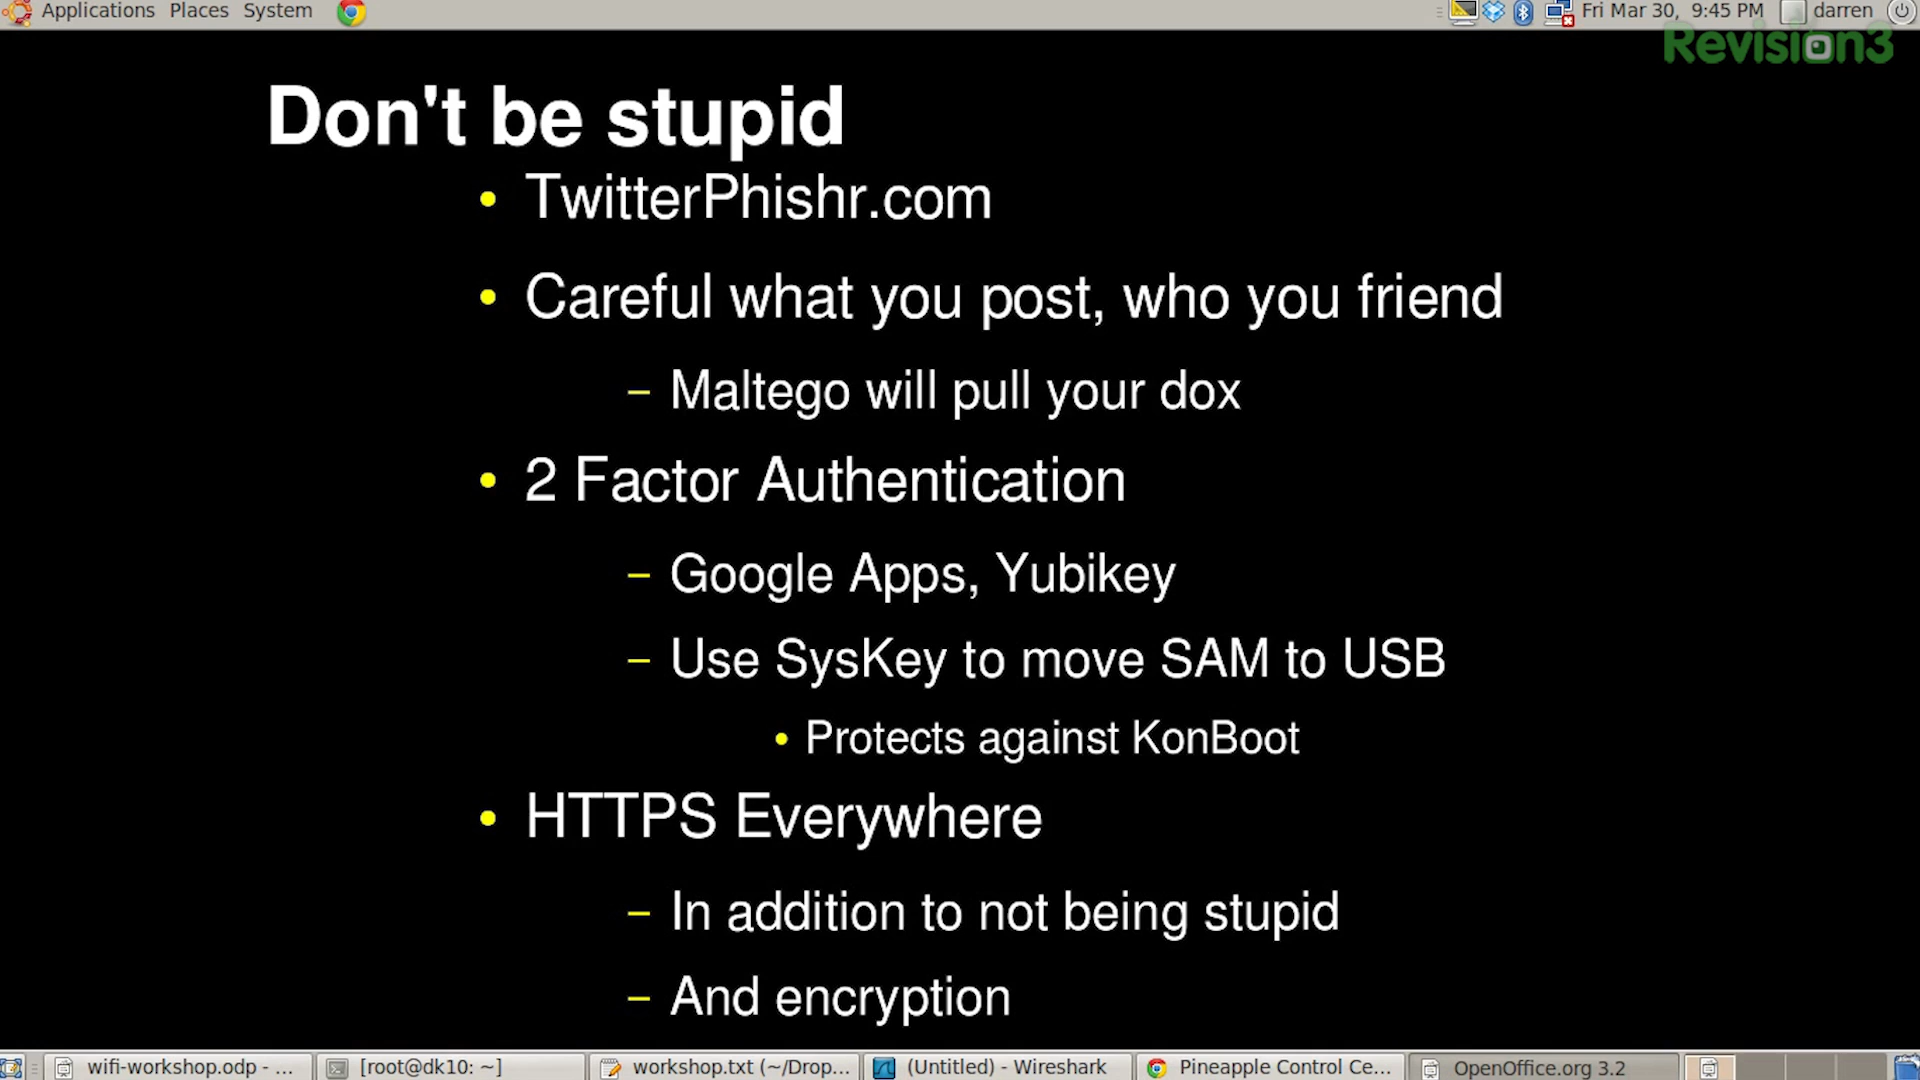 Applications Places System
Fri Mar 30, 9:45 PM darren
Revision3
Don't be stupid
• TwitterPhishr.com
• Careful what you post, who you friend
– Maltego will pull your dox
• 2 Factor Authentication
– Google Apps, Yubikey
– Use SysKey to move SAM to USB
• Protects against KonBoot
• HTTPS Everywhere
– In addition to not being stupid
– And encryption
wifi-workshop.odp - ... [root@dk10: ~] workshop.txt (~/Drop... (Untitled) - Wireshark Pineapple Control Ce... OpenOffice.org 3.2